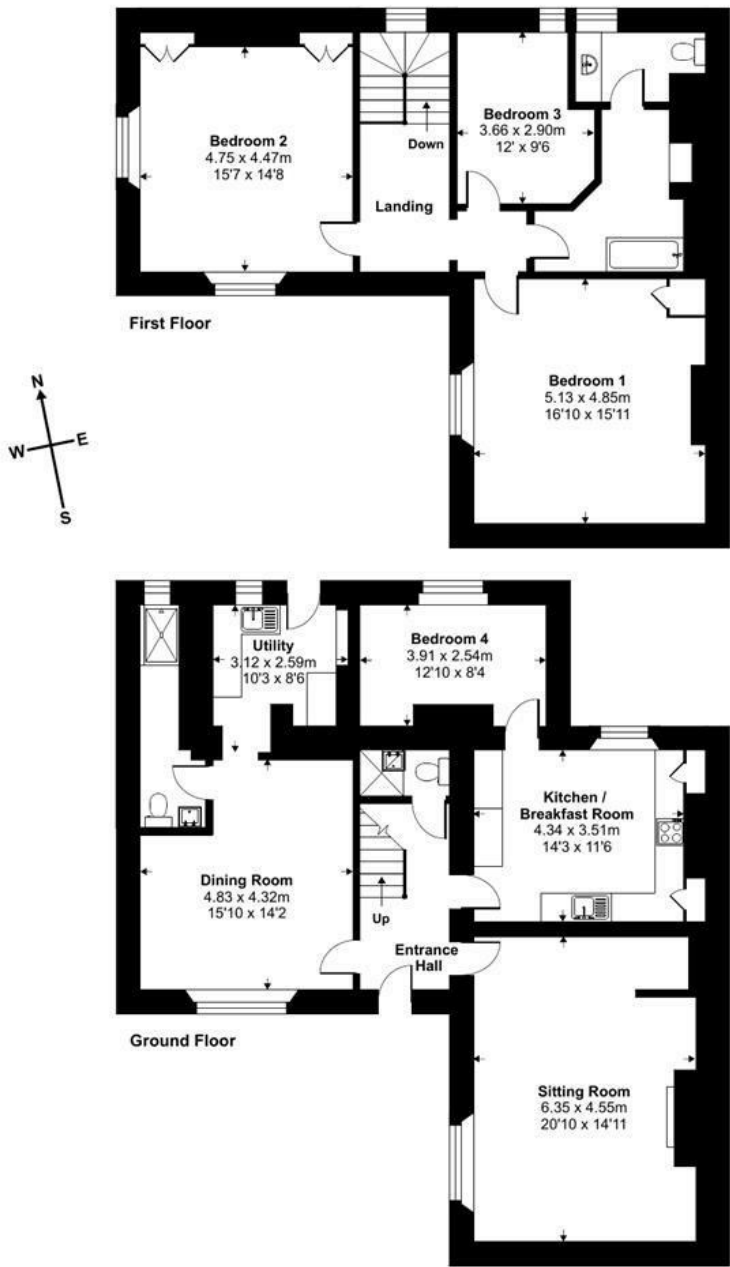 Bedroom 2
4.75 x 4.47m
15'7 x 14'8
Bedroom 3
3.66 x 2.90m
12' x 9'6
Down
Landing
First Floor
Bedroom 1
5.13 x 4.85m
16'10 x 15'11
N
W
E
S
Utility
3.12 x 2.59m
10'3 x 8'6
Bedroom 4
3.91 x 2.54m
12'10 x 8'4
Kitchen /
Breakfast Room
4.34 x 3.51m
14'3 x 11'6
Dining Room
4.83 x 4.32m
15'10 x 14'2
Up
Entrance
Hall
Ground Floor
Sitting Room
6.35 x 4.55m
20'10 x 14'11